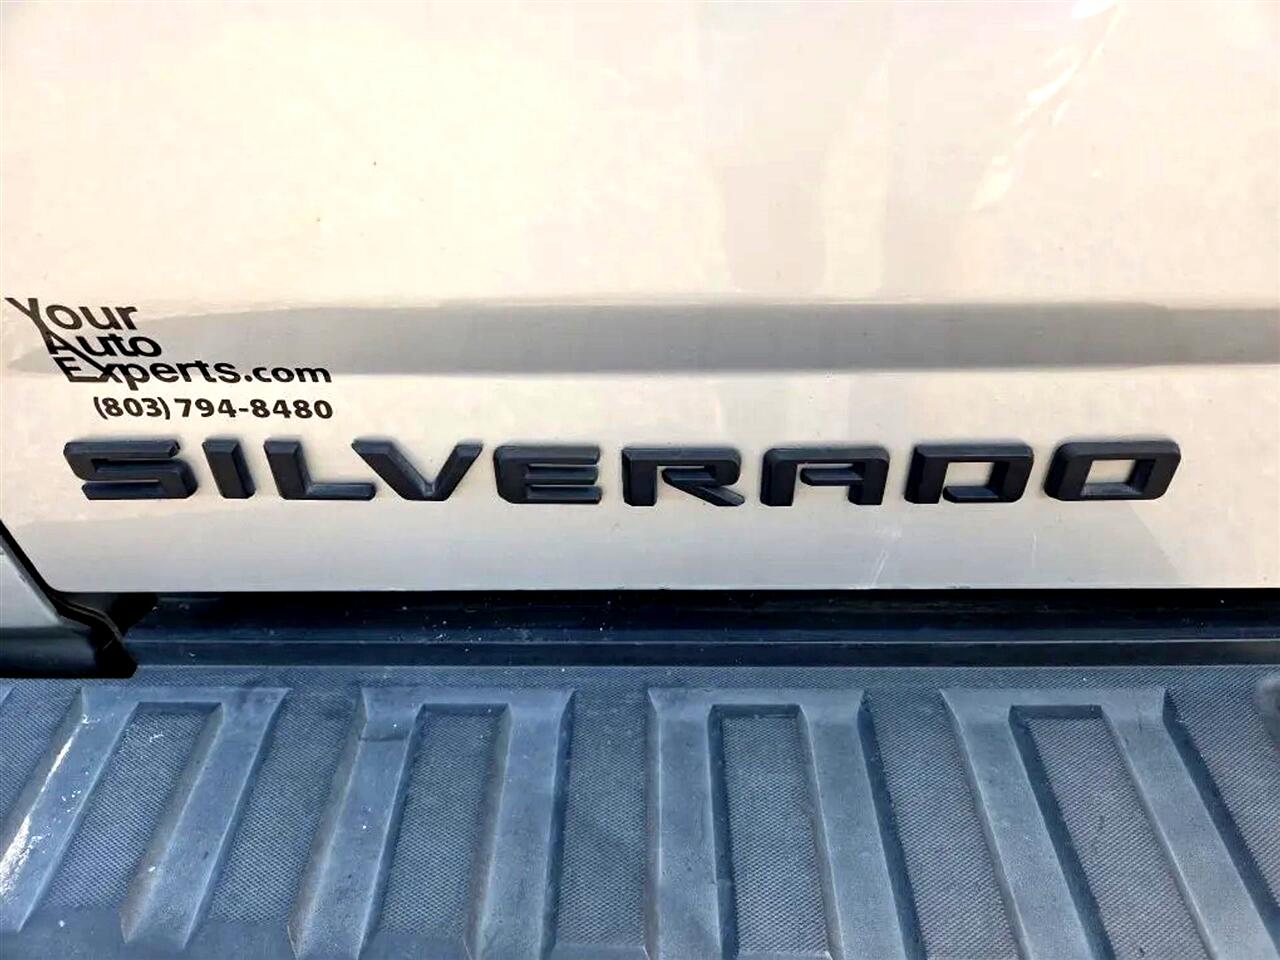 Your
Auto
Experts.com
(803) 794-8480
SILVERADO